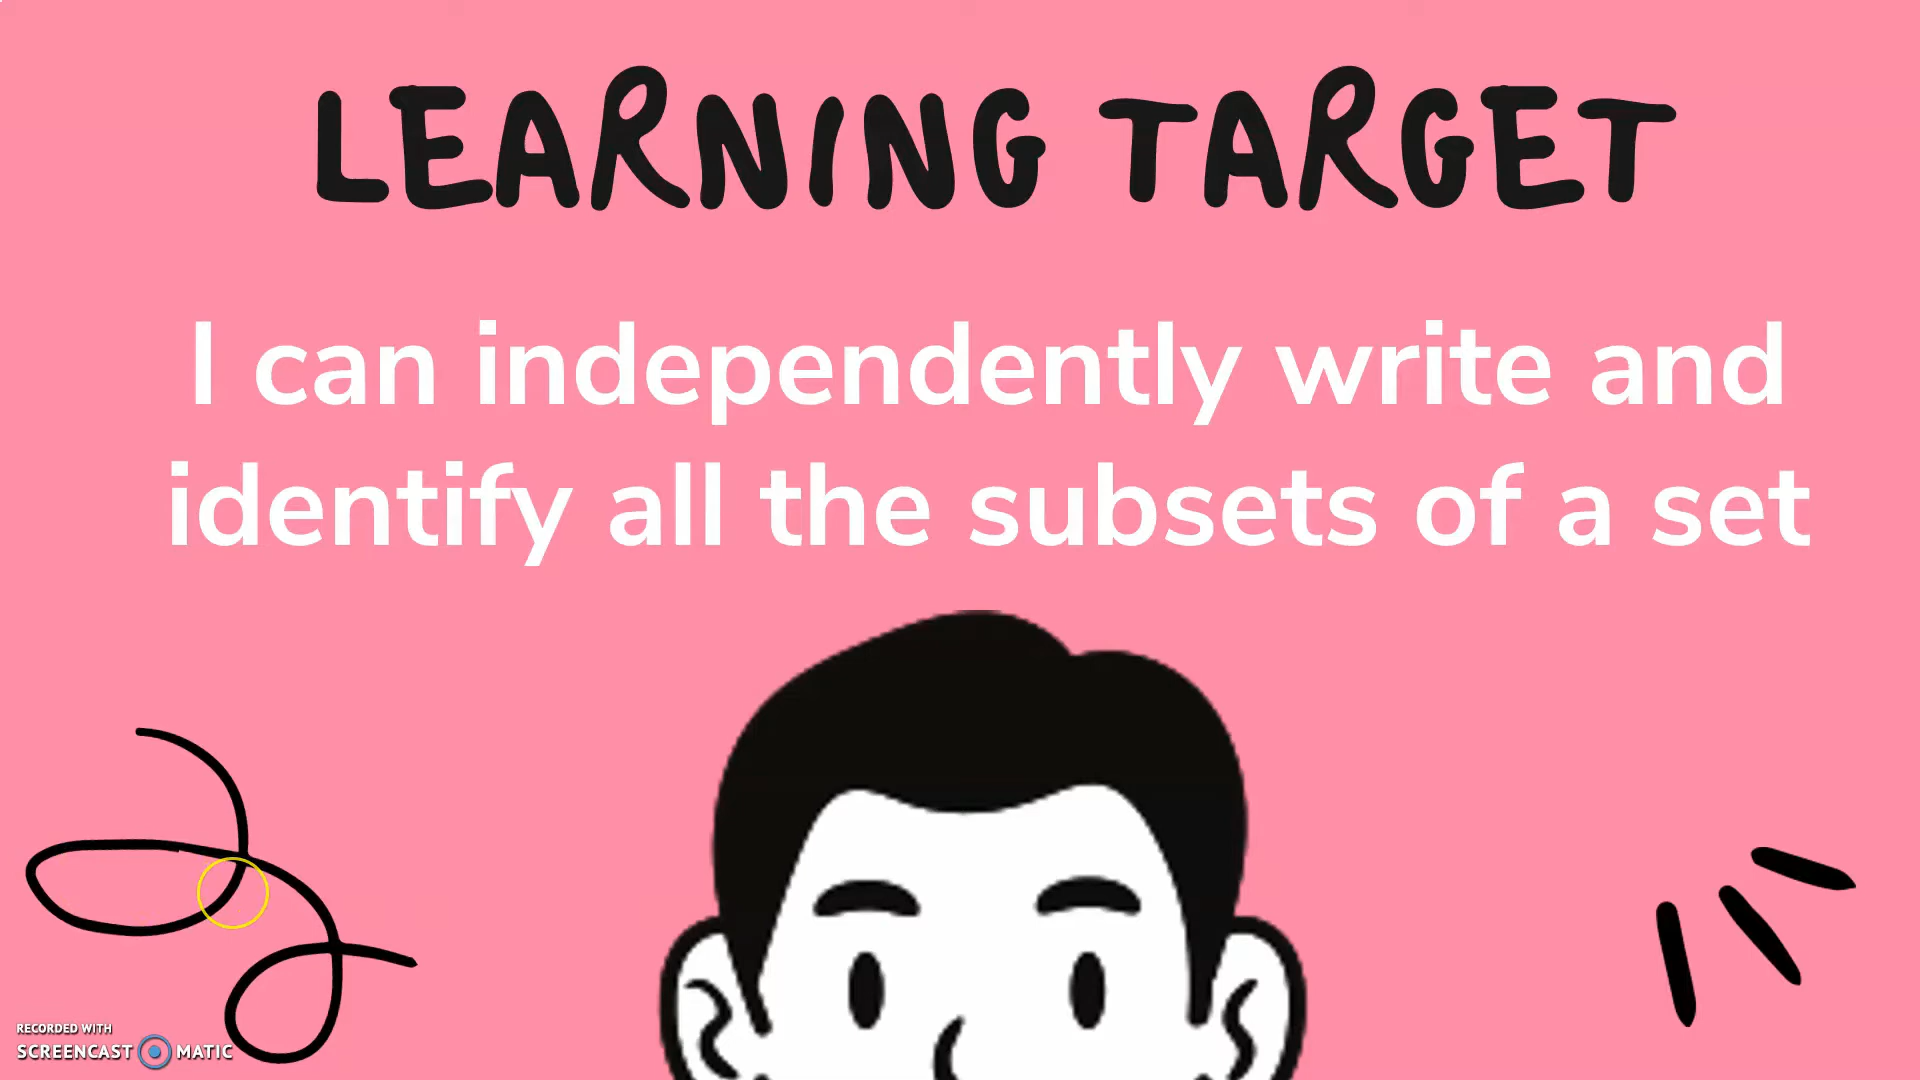 LEARNING TARGET
I can independently write and
identify all the subsets of a set
RECORDED WITH
SCREENCAST MATIC